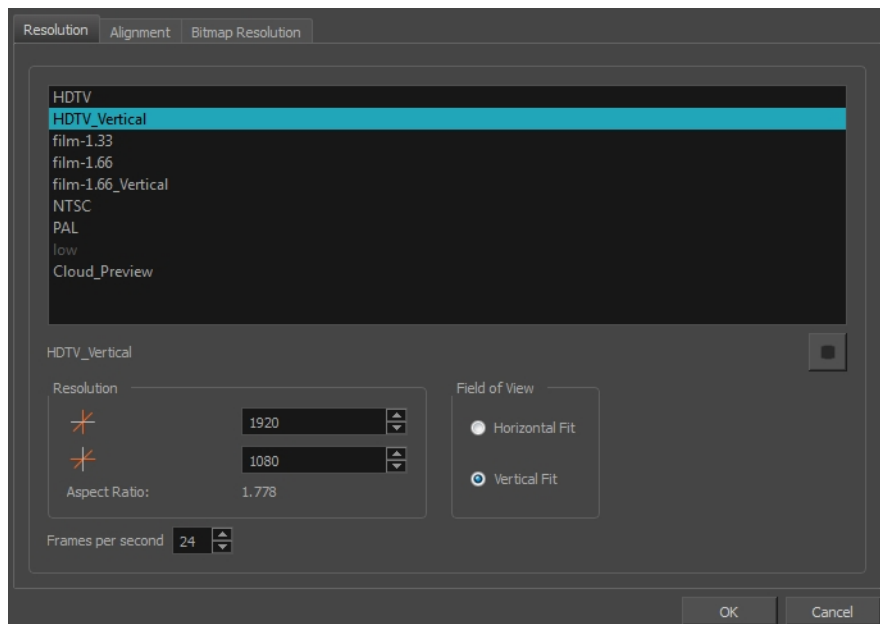 Resolution Alignment Bitmap Resolution
HDTV
HDTV_Vertical
film-1.33
film-1.66
film-1.66_Vertical
NTSC
PAL
low
Cloud_Preview
HDTV_Vertical
Resolution
1920
1080
Aspect Ratio: 1.778
Field of View
Horizontal Fit
Vertical Fit
Frames per second 24
OK Cancel